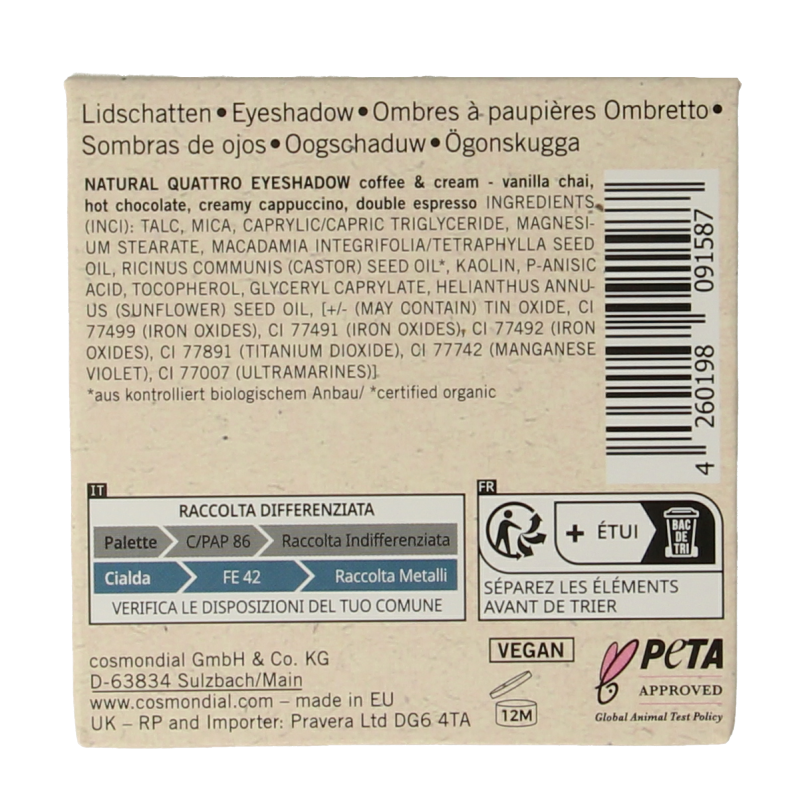 Lidschatten • Eyeshadow • Ombres à paupières Ombretto •
Sombras de ojos • Oogschaduw • Ögonskugga
NATURAL QUATTRO EYESHADOW coffee & cream - vanilla chai,
hot chocolate, creamy cappuccino, double espresso INGREDIENTS
(INCI): TALC, MICA, CAPRYLIC/CAPRIC TRIGLYCERIDE, MAGNESI-
UM STEARATE, MACADAMIA INTEGRIFOLIA/TETRAPHYLLA SEED
OIL, RICINUS COMMUNIS (CASTOR) SEED OIL*, KAOLIN, P-ANISIC
ACID, TOCOPHEROL, GLYCERYL CAPRYLATE, HELIANTHUS ANNU-
US (SUNFLOWER) SEED OIL, [+/- (MAY CONTAIN) TIN OXIDE, CI
77499 (IRON OXIDES), CI 77491 (IRON OXIDES), CI 77492 (IRON
OXIDES), CI 77891 (TITANIUM DIOXIDE), CI 77742 (MANGANESE
VIOLET), CI 77007 (ULTRAMARINES)]
*aus kontrolliert biologischem Anbau/ *certified organic
4 260198 091587
IT
RACCOLTA DIFFERENZIATA
Palette C/PAP 86 Raccolta Indifferenziata
Cialda FE 42 Raccolta Metalli
VERIFICA LE DISPOSIZIONI DEL TUO COMUNE
FR
+ ÉTUI
BAC
DE
TRI
SÉPAREZ LES ÉLÉMENTS
AVANT DE TRIER
cosmondial GmbH & Co. KG
D-63834 Sulzbach/Main
www.cosmondial.com – made in EU
UK – RP and Importer: Pravera Ltd DG6 4TA
VEGAN
12M
PETA
APPROVED
Global Animal Test Policy